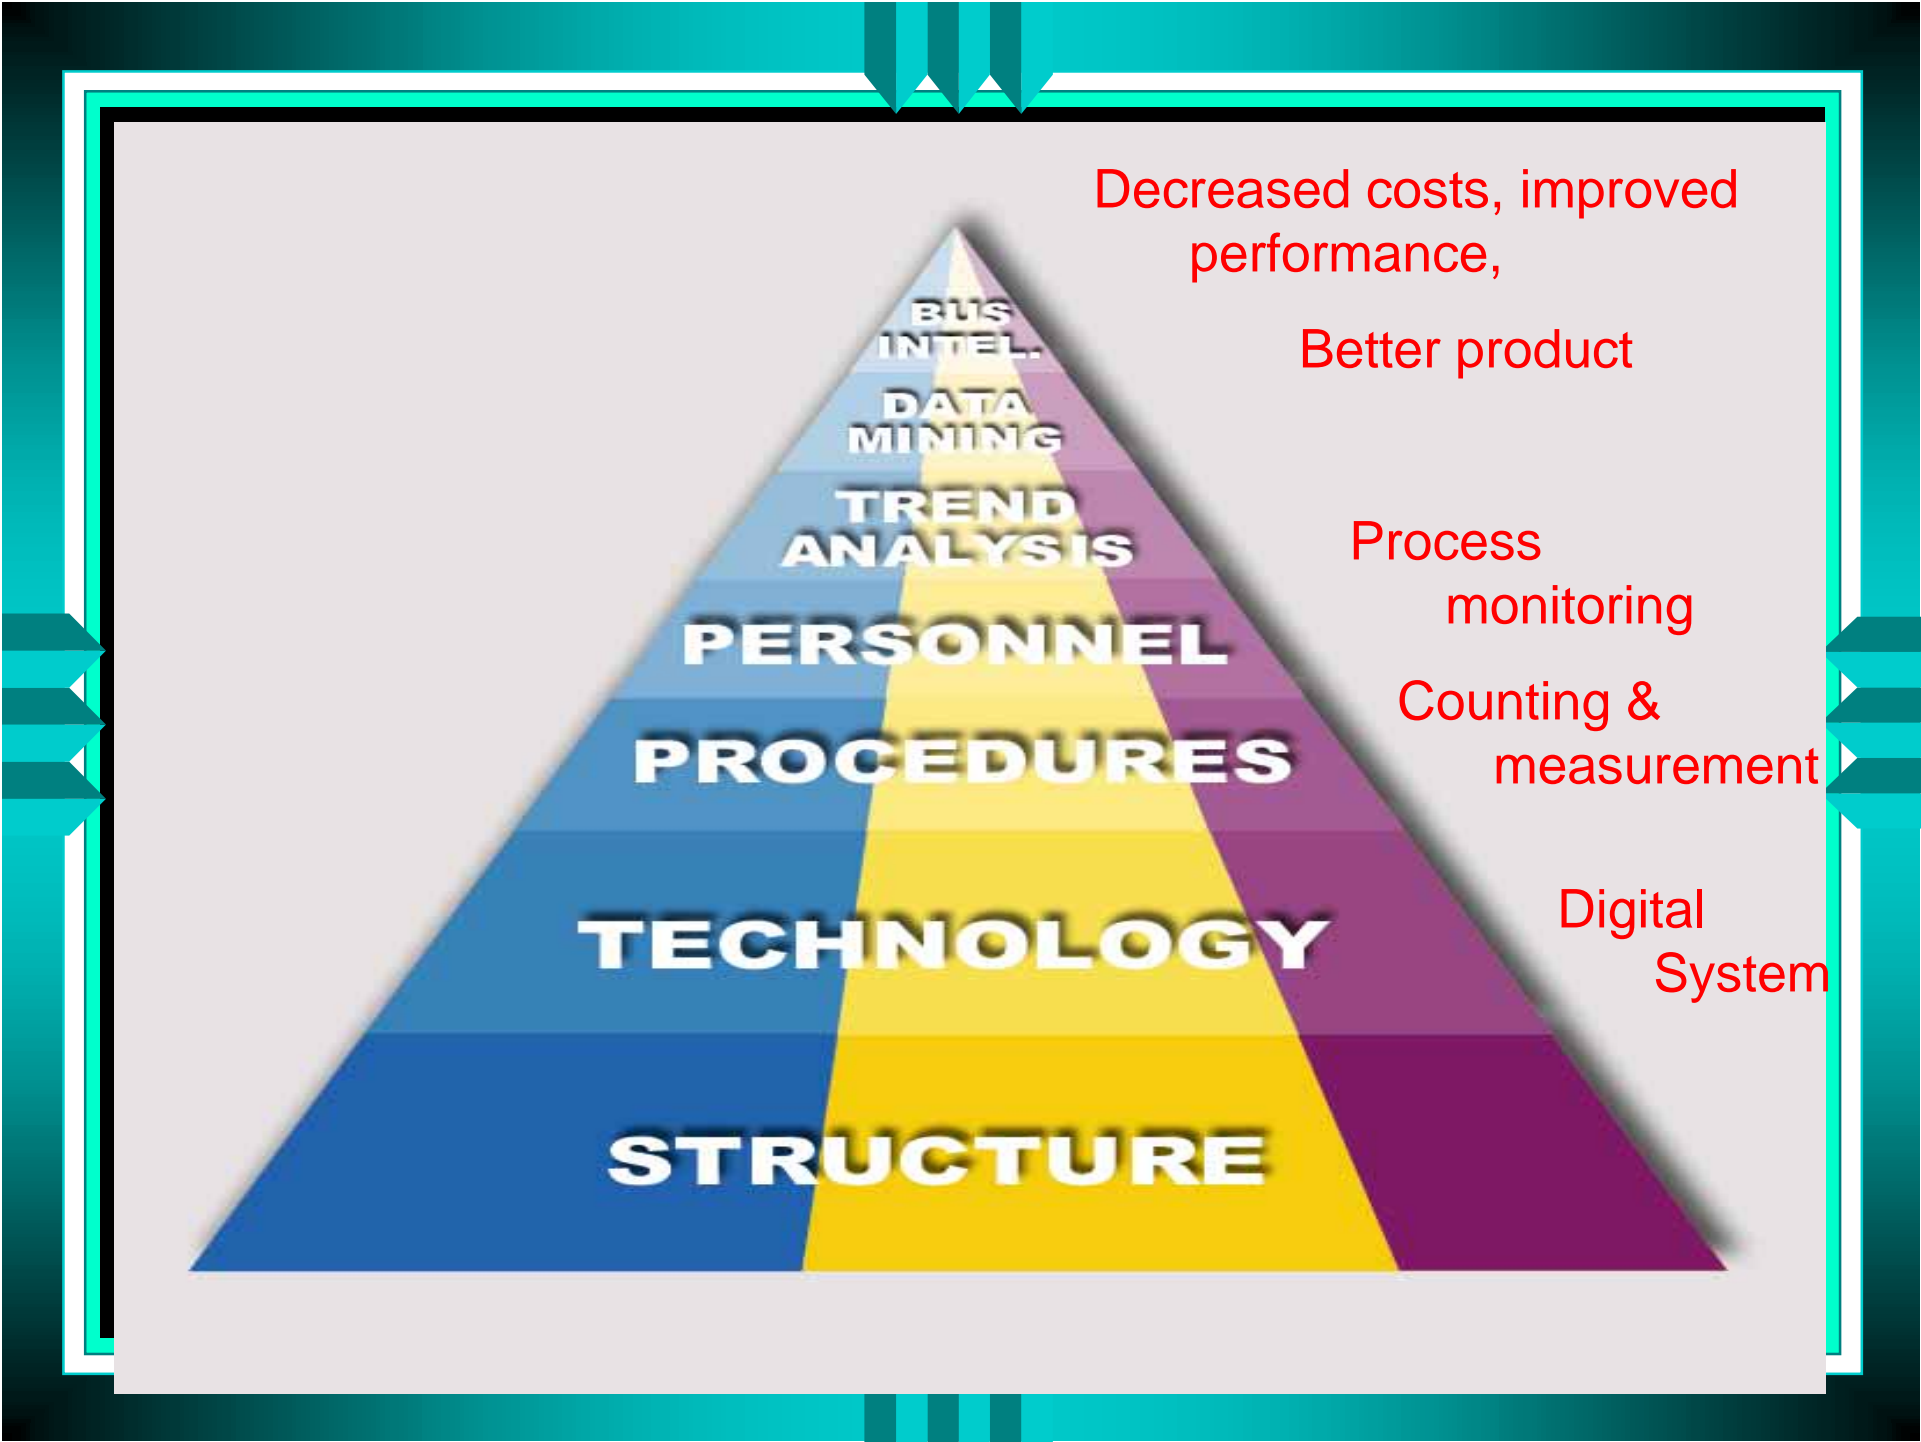 Decreased costs, improved
performance,
BUS
INTEL.
Better product
DATA
MINING
TREND
ANALYSIS
Process
monitoring
PERSONNEL
Counting &
measurement
PROCEDURES
Digital
System
TECHNOLOGY
STRUCTURE